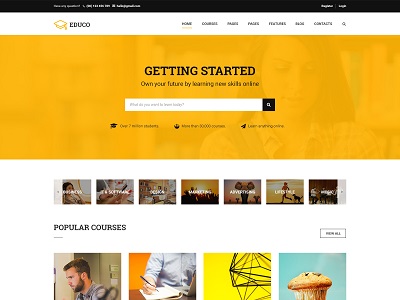 Have any question? (00) 123 456 789 hello@gmail.com Register Login
EDUCO HOME COURSES PAGES PAGES FEATURES BLOG CONTACTS
GETTING STARTED
Own your future by learning new skills online
What do you want to learn today?
Over 7 million students More than 30,000 courses Learn anything online
BUSINESS IT & SOFTWARE DESIGN MARKETING ADVERTISING LIFESTYLE MUSIC
POPULAR COURSES
VIEW ALL